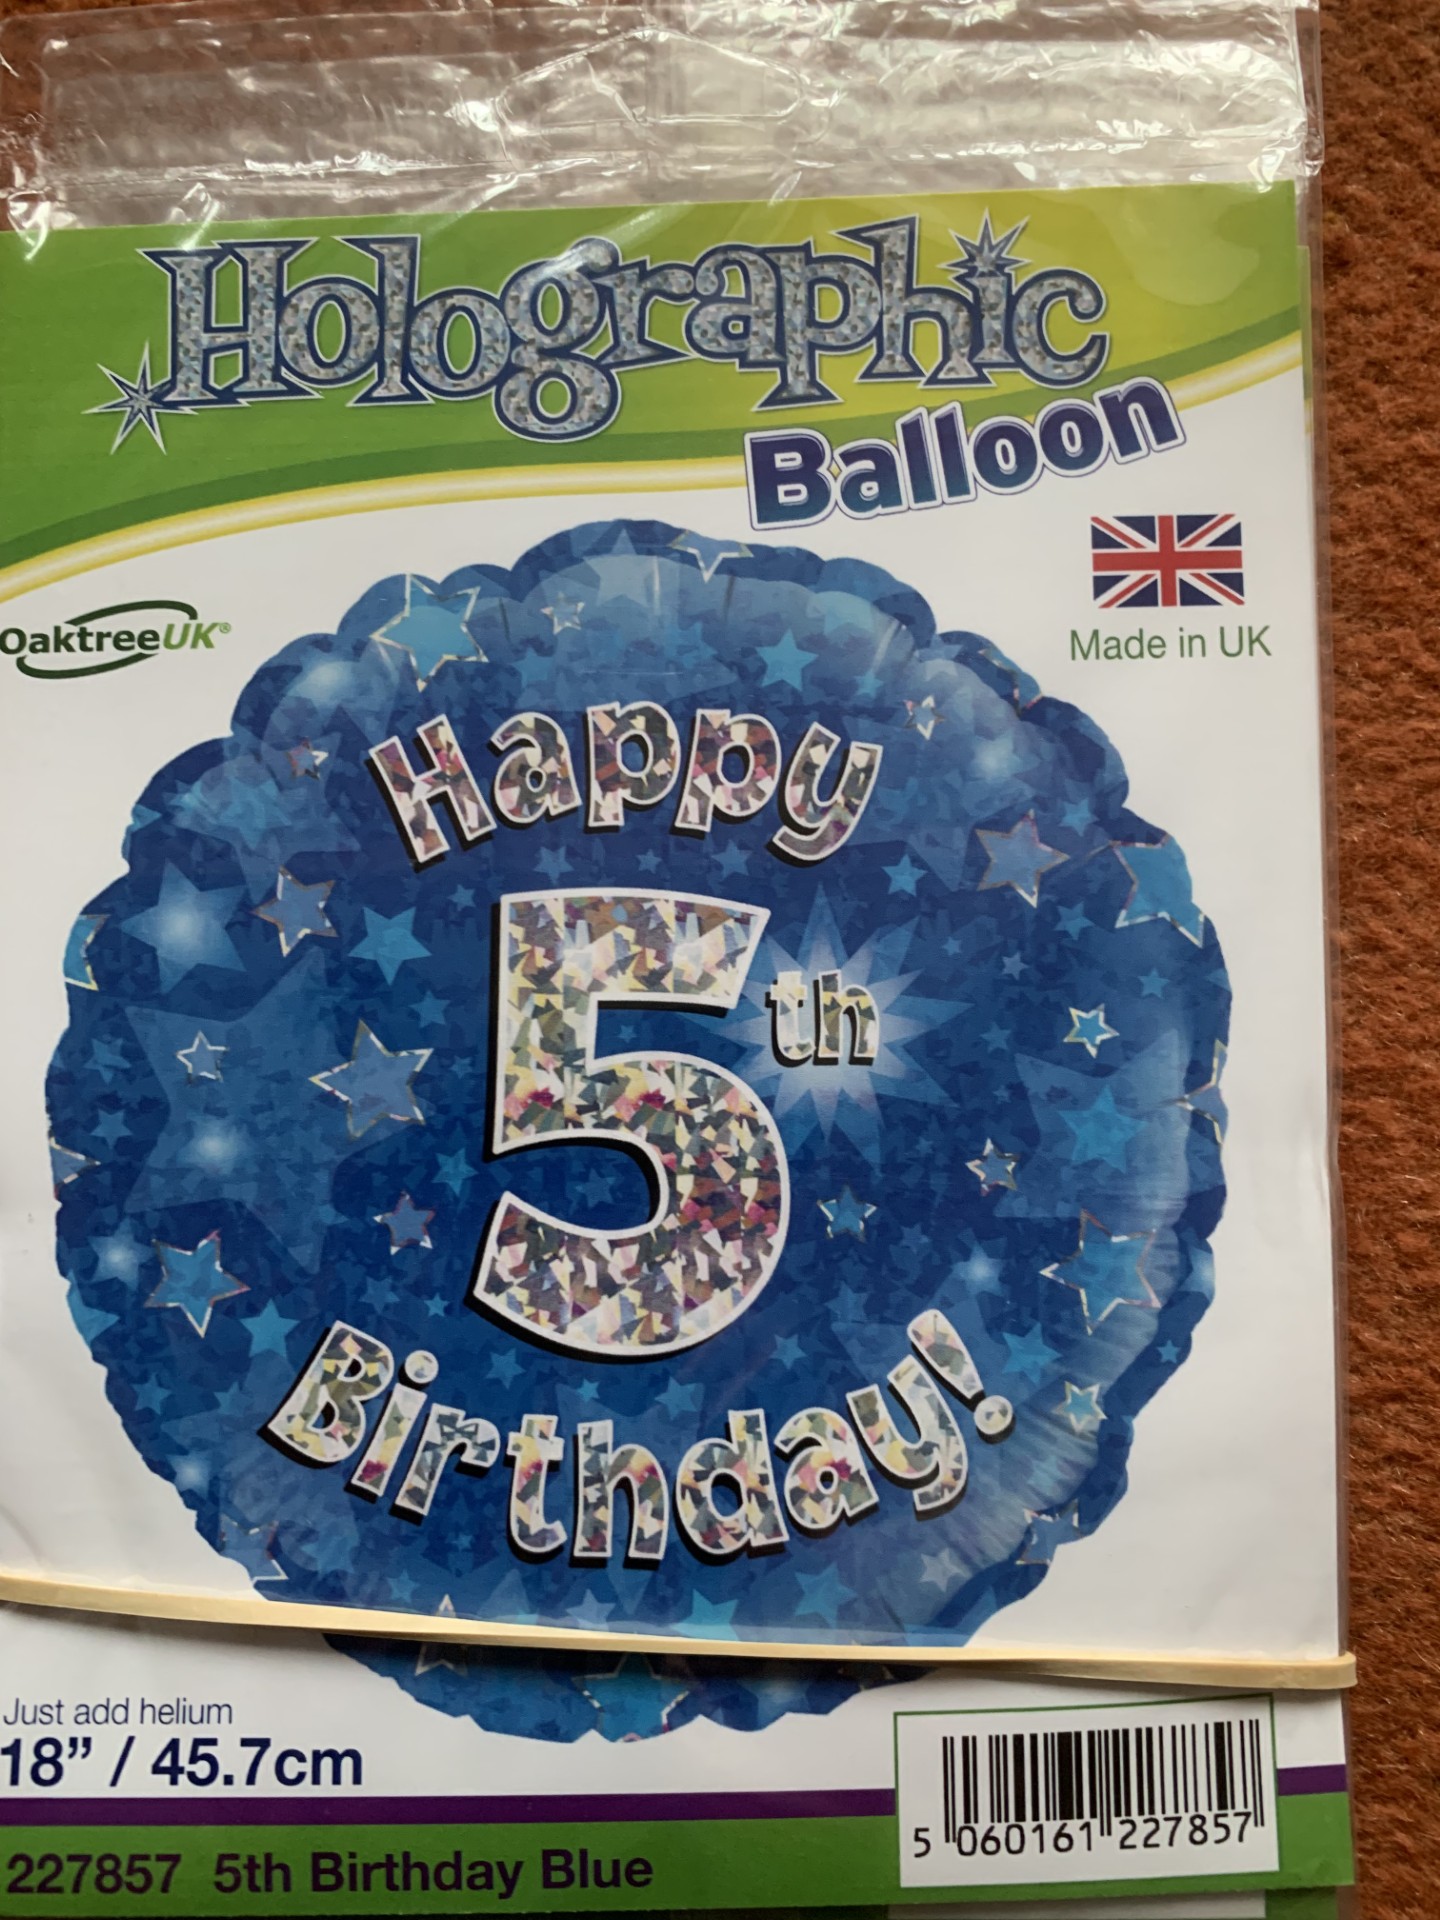 Holographic
Balloon
OaktreeUK®
Made in UK
Happy
5th
Birthday!
Just add helium
18” / 45.7cm
5 060161 227857
227857 5th Birthday Blue